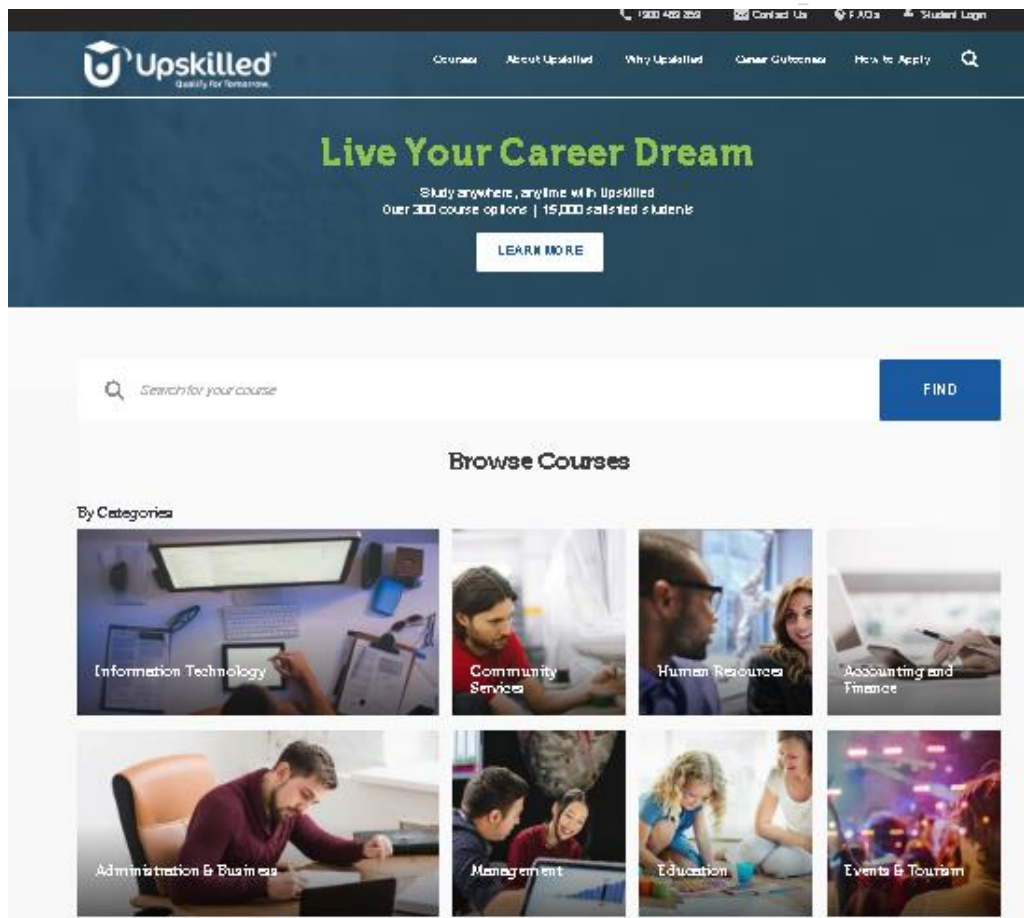 Contact Us FAQs Student Login
Upskilled
Qualify for Tomorrow.
Courses About Upskilled Why Upskilled Career Outcomes How to Apply
Live Your Career Dream
Study anywhere, anytime with Upskilled
Over 300 course options | 15,000 satisfied students
LEARN MORE
Search for your course
FIND
Browse Courses
By Categories
Information Technology
Community
Services
Human Resources
Accounting and
Finance
Administration & Business
Management
Education
Events & Tourism